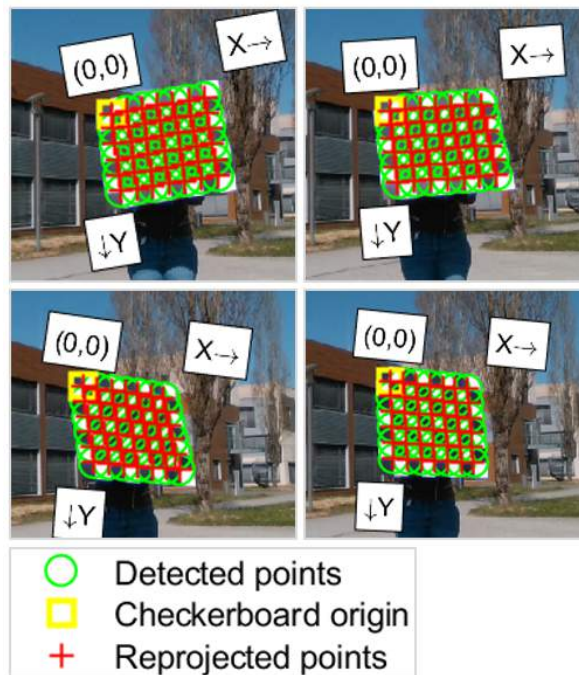 (0,0)
X→
↓Y
(0,0)
X→
↓Y
(0,0)
X→
↓Y
(0,0)
X→
↓Y
Detected points
Checkerboard origin
Reprojected points